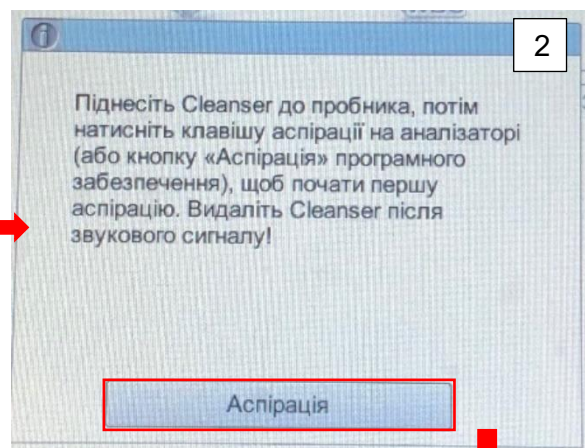 2
Піднесіть Cleanser до пробника, потім
натисніть клавішу аспірації на аналізаторі
(або кнопку «Аспірація» програмного
забезпечення), щоб почати першу
аспірацію. Видаліть Cleanser після
звукового сигналу!
Аспірація